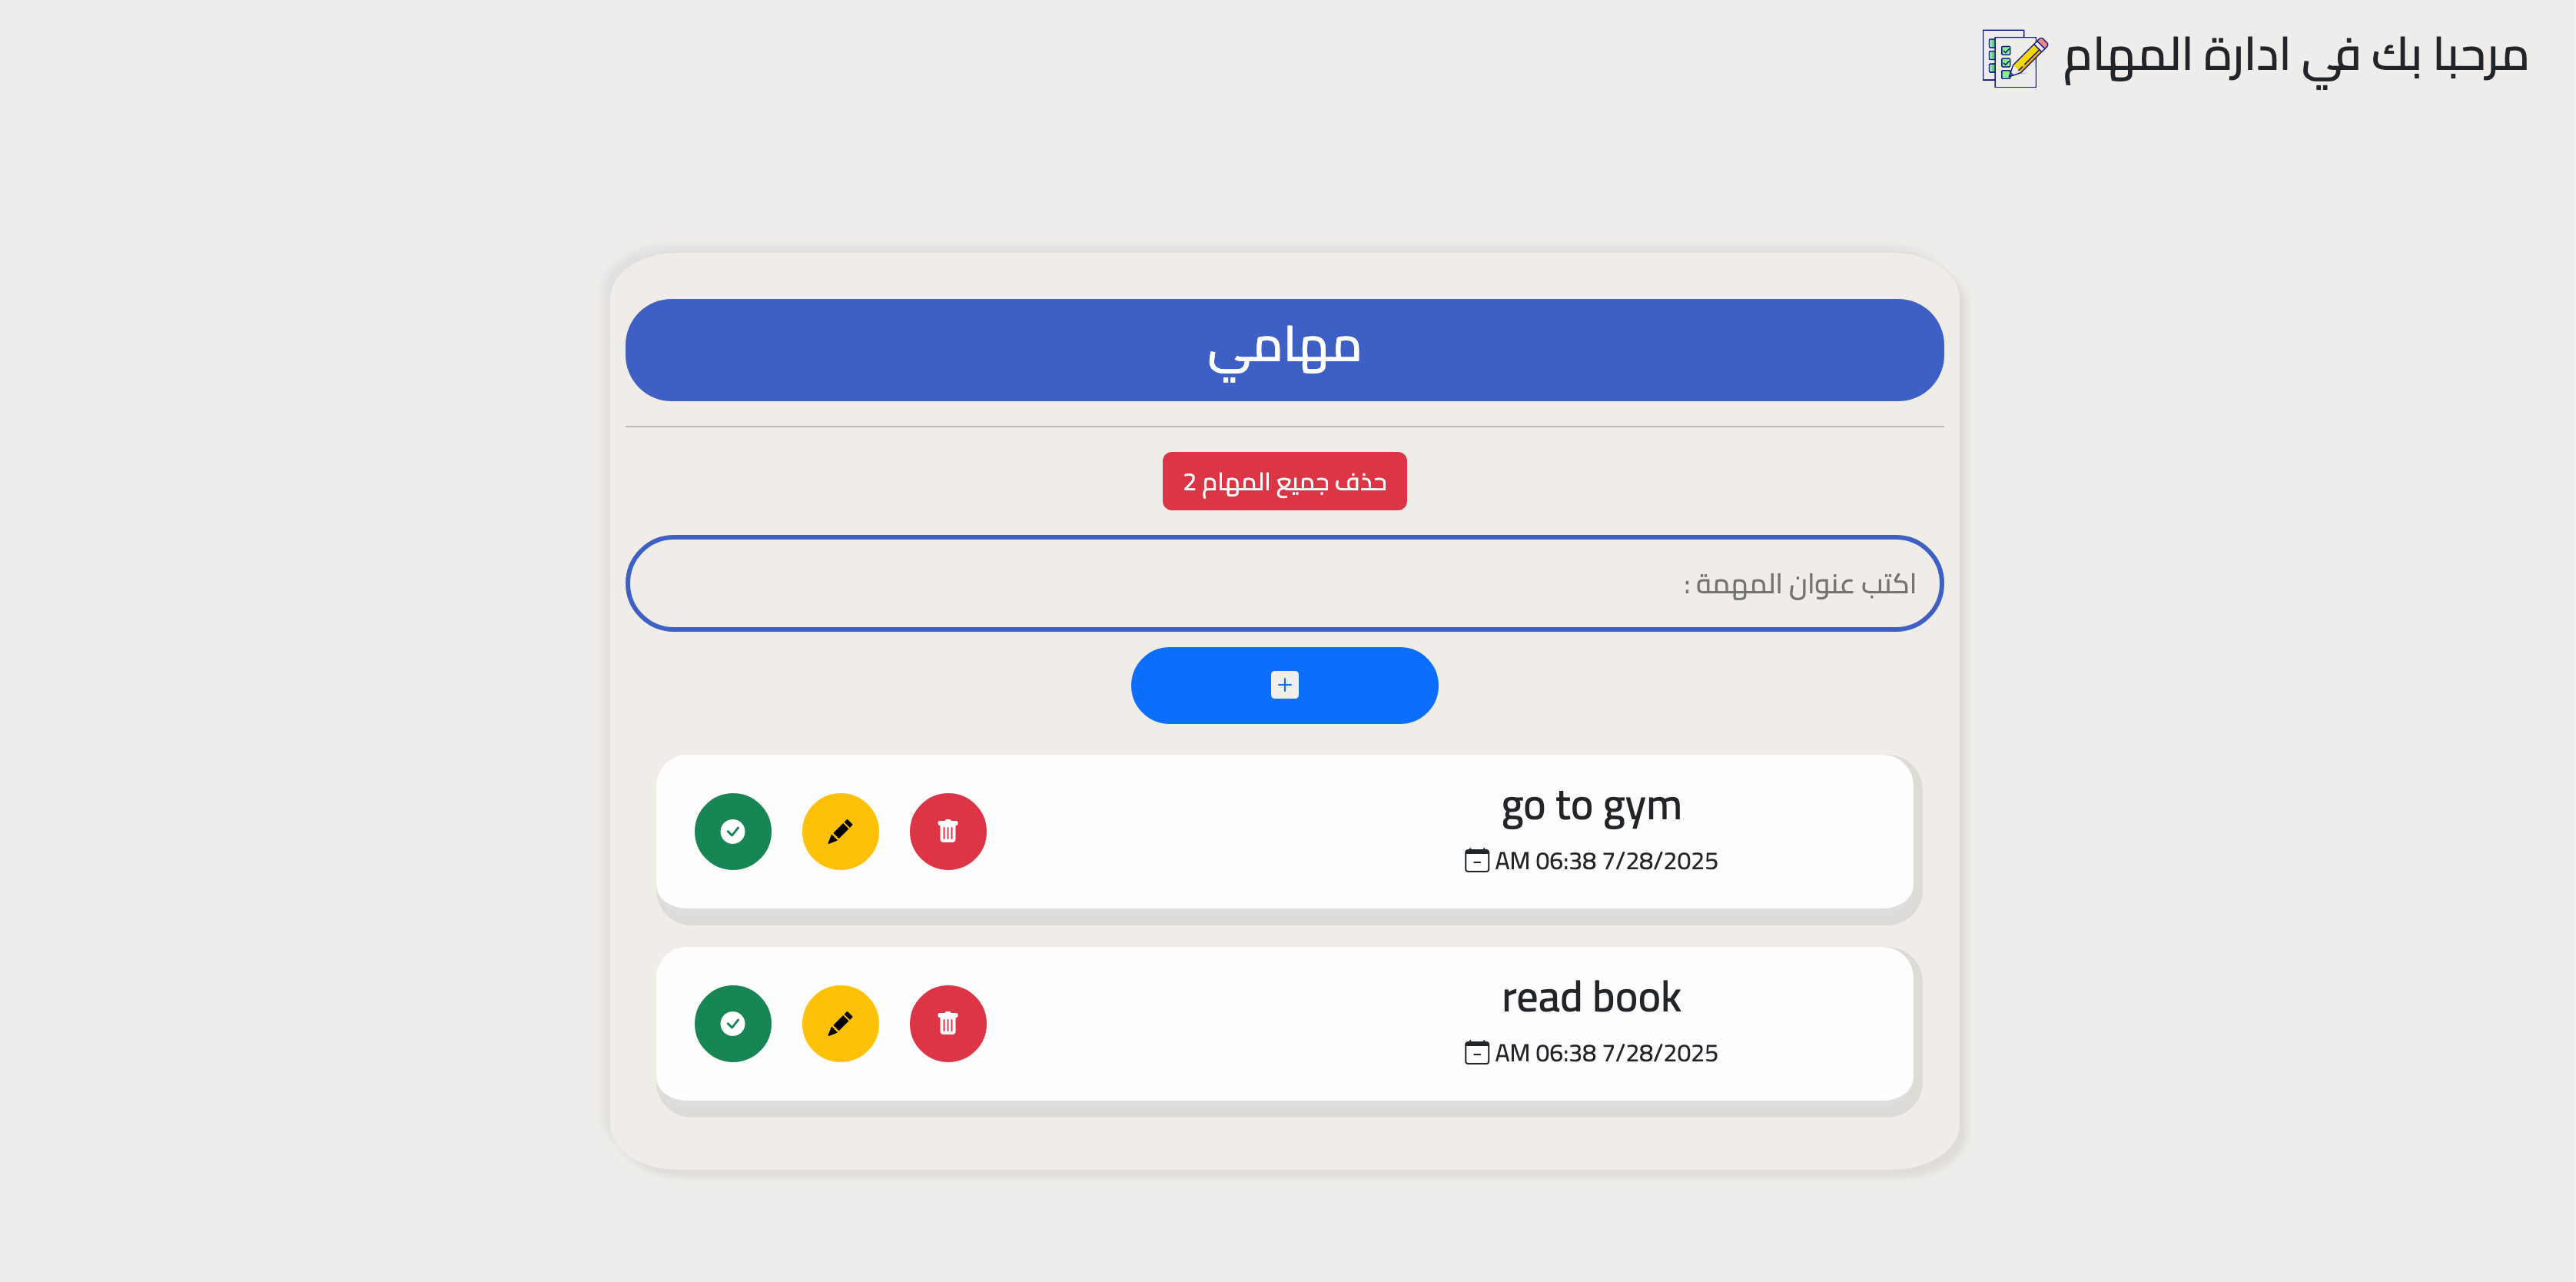 مرحبا بك في ادارة المهام
مهامي
حذف جميع المهام 2
اكتب عنوان المهمة :
go to gym
AM 06:38 7/28/2025
read book
AM 06:38 7/28/2025